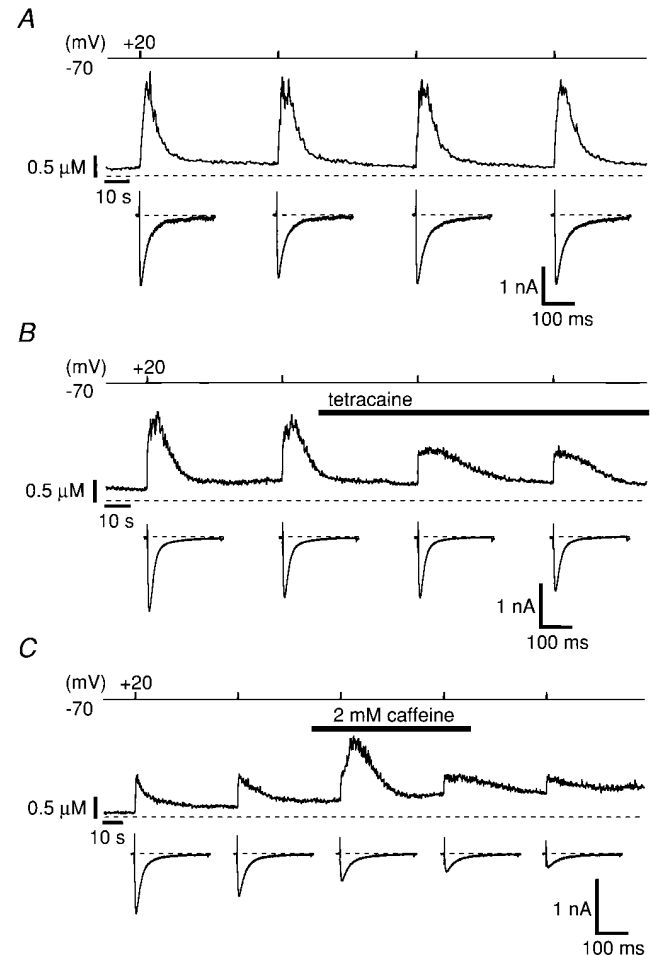 A
(mV) +20
-70
0.5 µM
10 s
1 nA
100 ms
B
(mV) +20
-70
tetracaine
0.5 µM
10 s
1 nA
100 ms
C
(mV) +20
-70
2 mM caffeine
0.5 µM
10 s
1 nA
100 ms